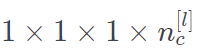 1 × 1 × 1 × n_c^{[l]}